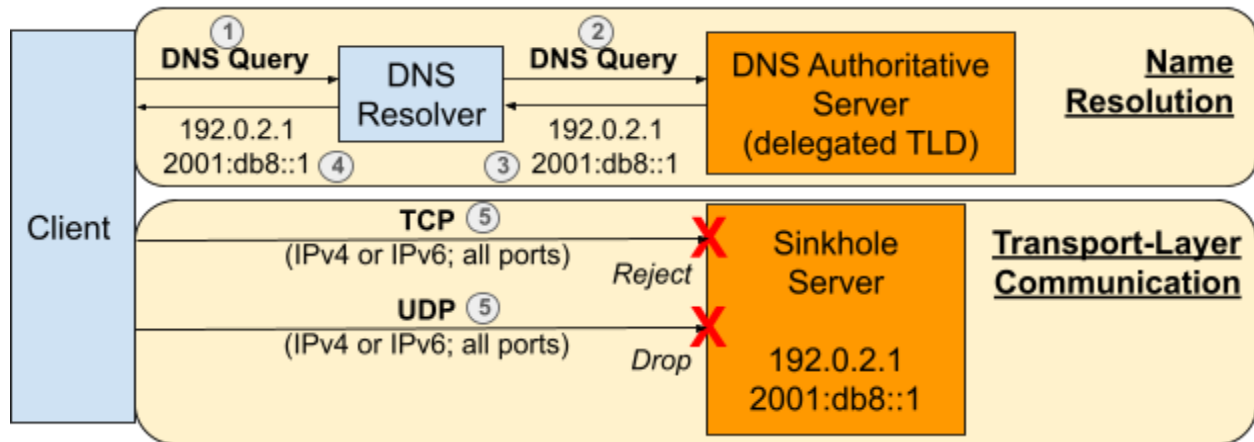 Client
1
DNS Query
192.0.2.1
2001:db8::1
4
DNS
Resolver
2
DNS Query
192.0.2.1
3
2001:db8::1
DNS Authoritative
Server
(delegated TLD)
Name
Resolution
TCP 5
(IPv4 or IPv6; all ports)
X
Reject
UDP 5
(IPv4 or IPv6; all ports)
X
Drop
Sinkhole
Server
192.0.2.1
2001:db8::1
Transport-Layer
Communication